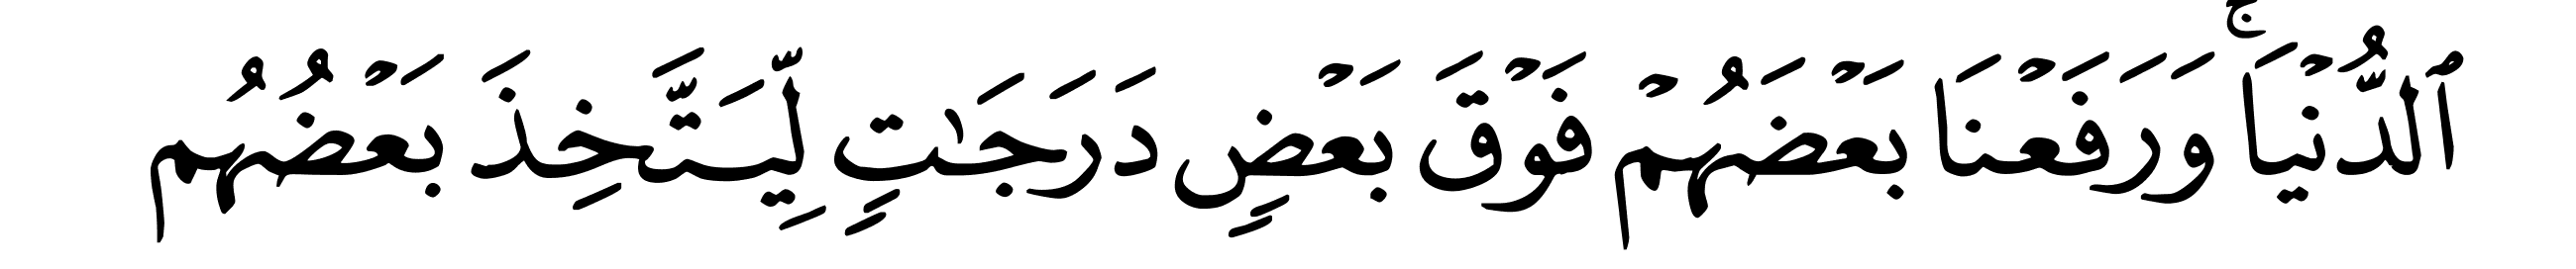 ٱلدُّنْيَا ۚ وَرَفَعْنَا بَعْضَهُمْ فَوْقَ بَعْضٍ دَرَجَـٰتٍ لِّيَتَّخِذَ بَعْضُهُم